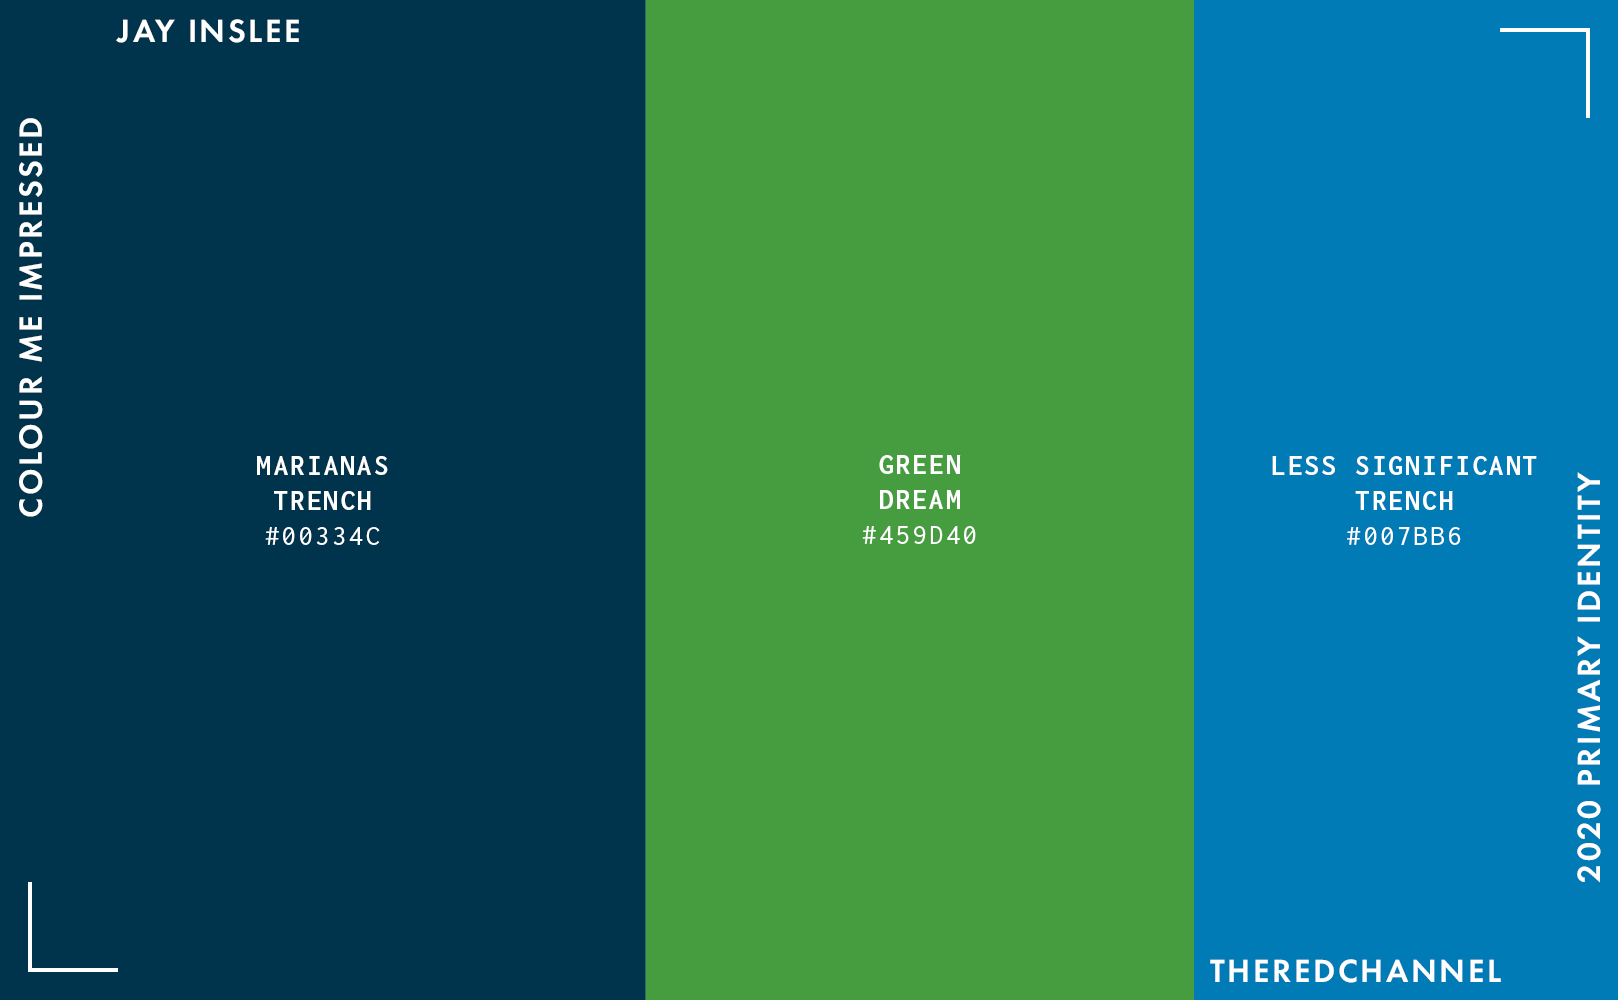 JAY INSLEE
COLOUR ME IMPRESSED
MARIANAS
TRENCH
#00334C
GREEN
DREAM
#459D40
LESS SIGNIFICANT
TRENCH
#007BB6
2020 PRIMARY IDENTITY
THEREDCHANNEL